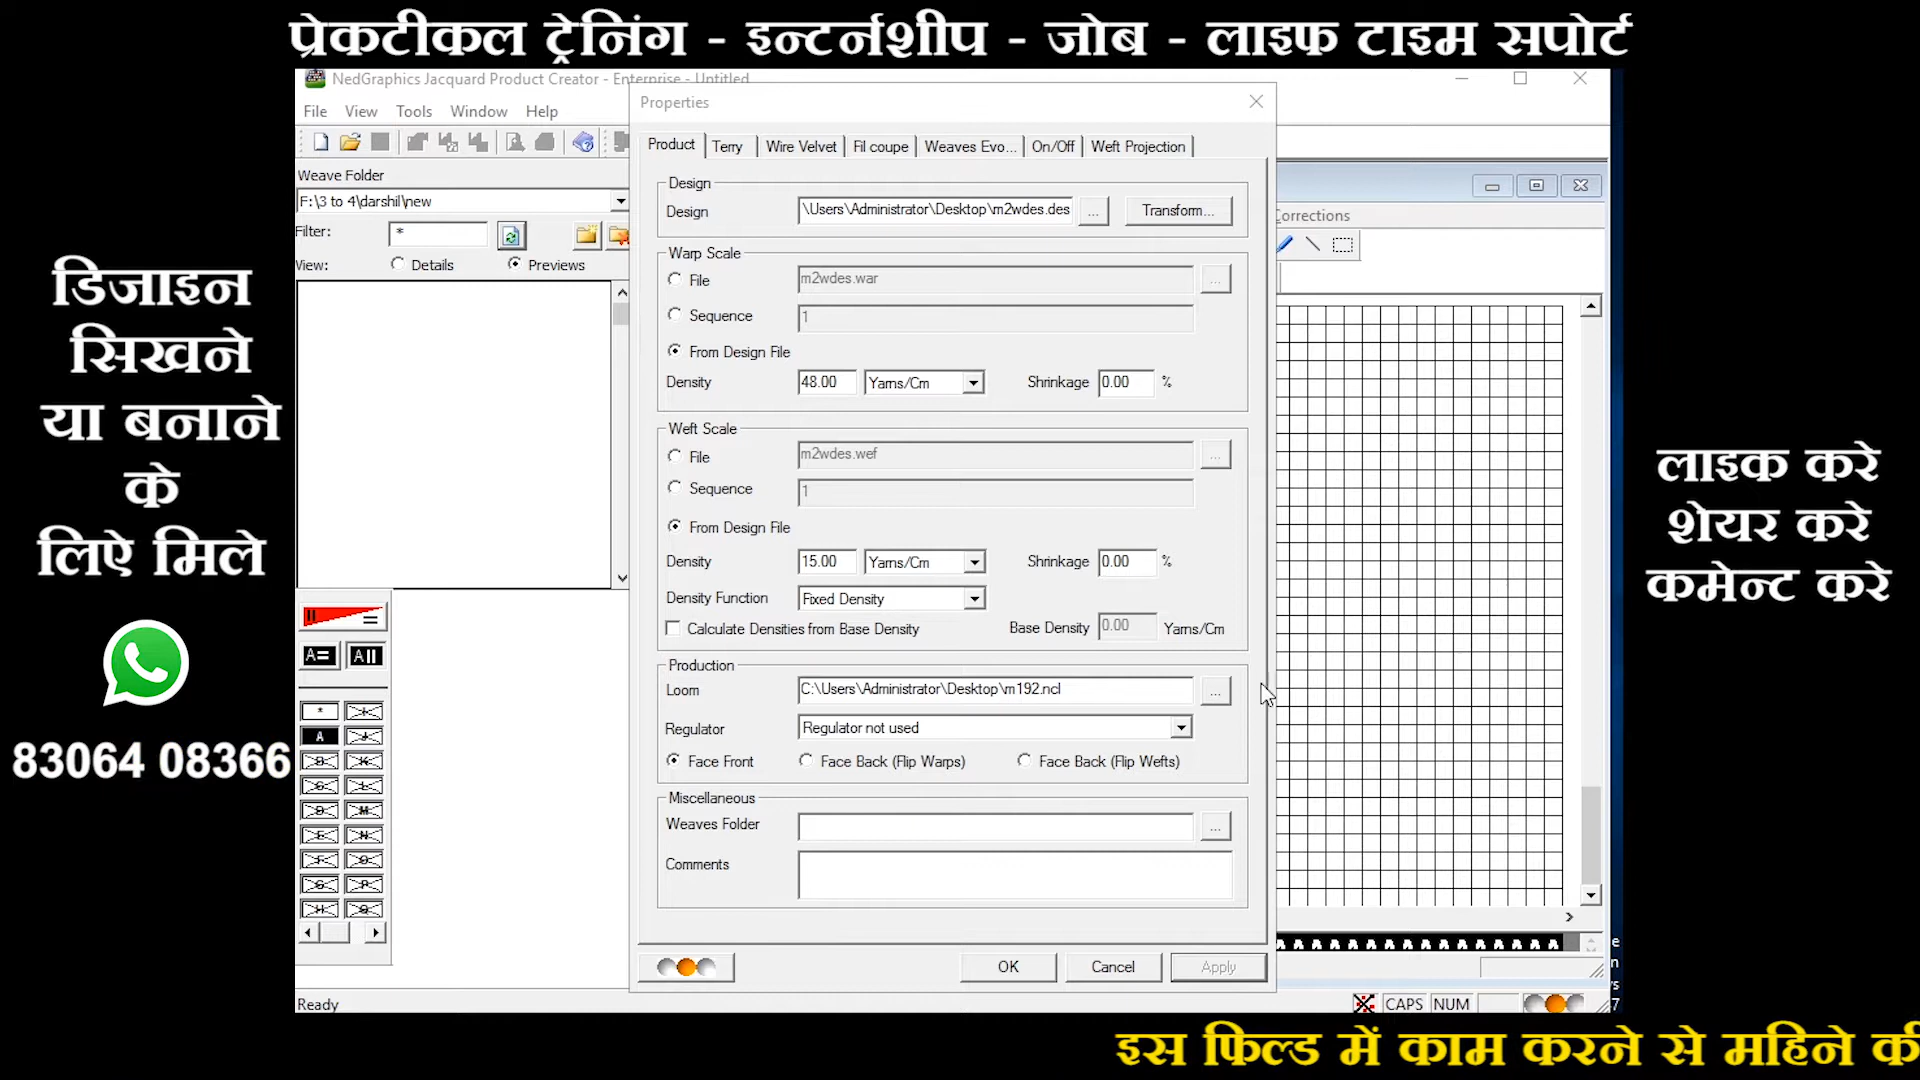 प्रेकटीकल ट्रेनिंग - इन्टर्नशीप - जोब - लाइफ टाइम सपोर्ट
NedGraphics Jacquard Product Creator - Enterprise - Untitled
File View Tools Window Help
Weave Folder
F:\3 to 4\darshil\new
Filter: *
View: Details Previews
Properties
Product Terry Wire Velvet Fil coupe Weaves Evo... On/Off Weft Projection
Design
Design \Users\Administrator\Desktop\m2wdes.des ... Transform...
Warp Scale
File m2wdes.war ...
Sequence 1
From Design File
Density 48.00 Yarns/Cm Shrinkage 0.00 %
Weft Scale
File m2wdes.wef ...
Sequence 1
From Design File
Density 15.00 Yarns/Cm Shrinkage 0.00 %
Density Function Fixed Density
Calculate Densities from Base Density Base Density 0.00 Yarns/Cm
Production
Loom C:\Users\Administrator\Desktop\m192.ncl ...
Regulator Regulator not used
Face Front Face Back (Flip Warps) Face Back (Flip Wefts)
Miscellaneous
Weaves Folder ...
Comments
OK Cancel Apply
Corrections
A= A||
* I
A J
B K
C L
D M
E N
F O
G P
H Q
Ready
CAPS NUM
डिजाइन
सिखने
या बनाने
के
लिऐ मिले
83064 08366
लाइक करे
शेयर करे
कमेन्ट करे
इस फिल्ड में काम करने से महिने की